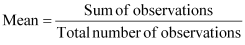 Mean = Sum of observations / Total number of observations